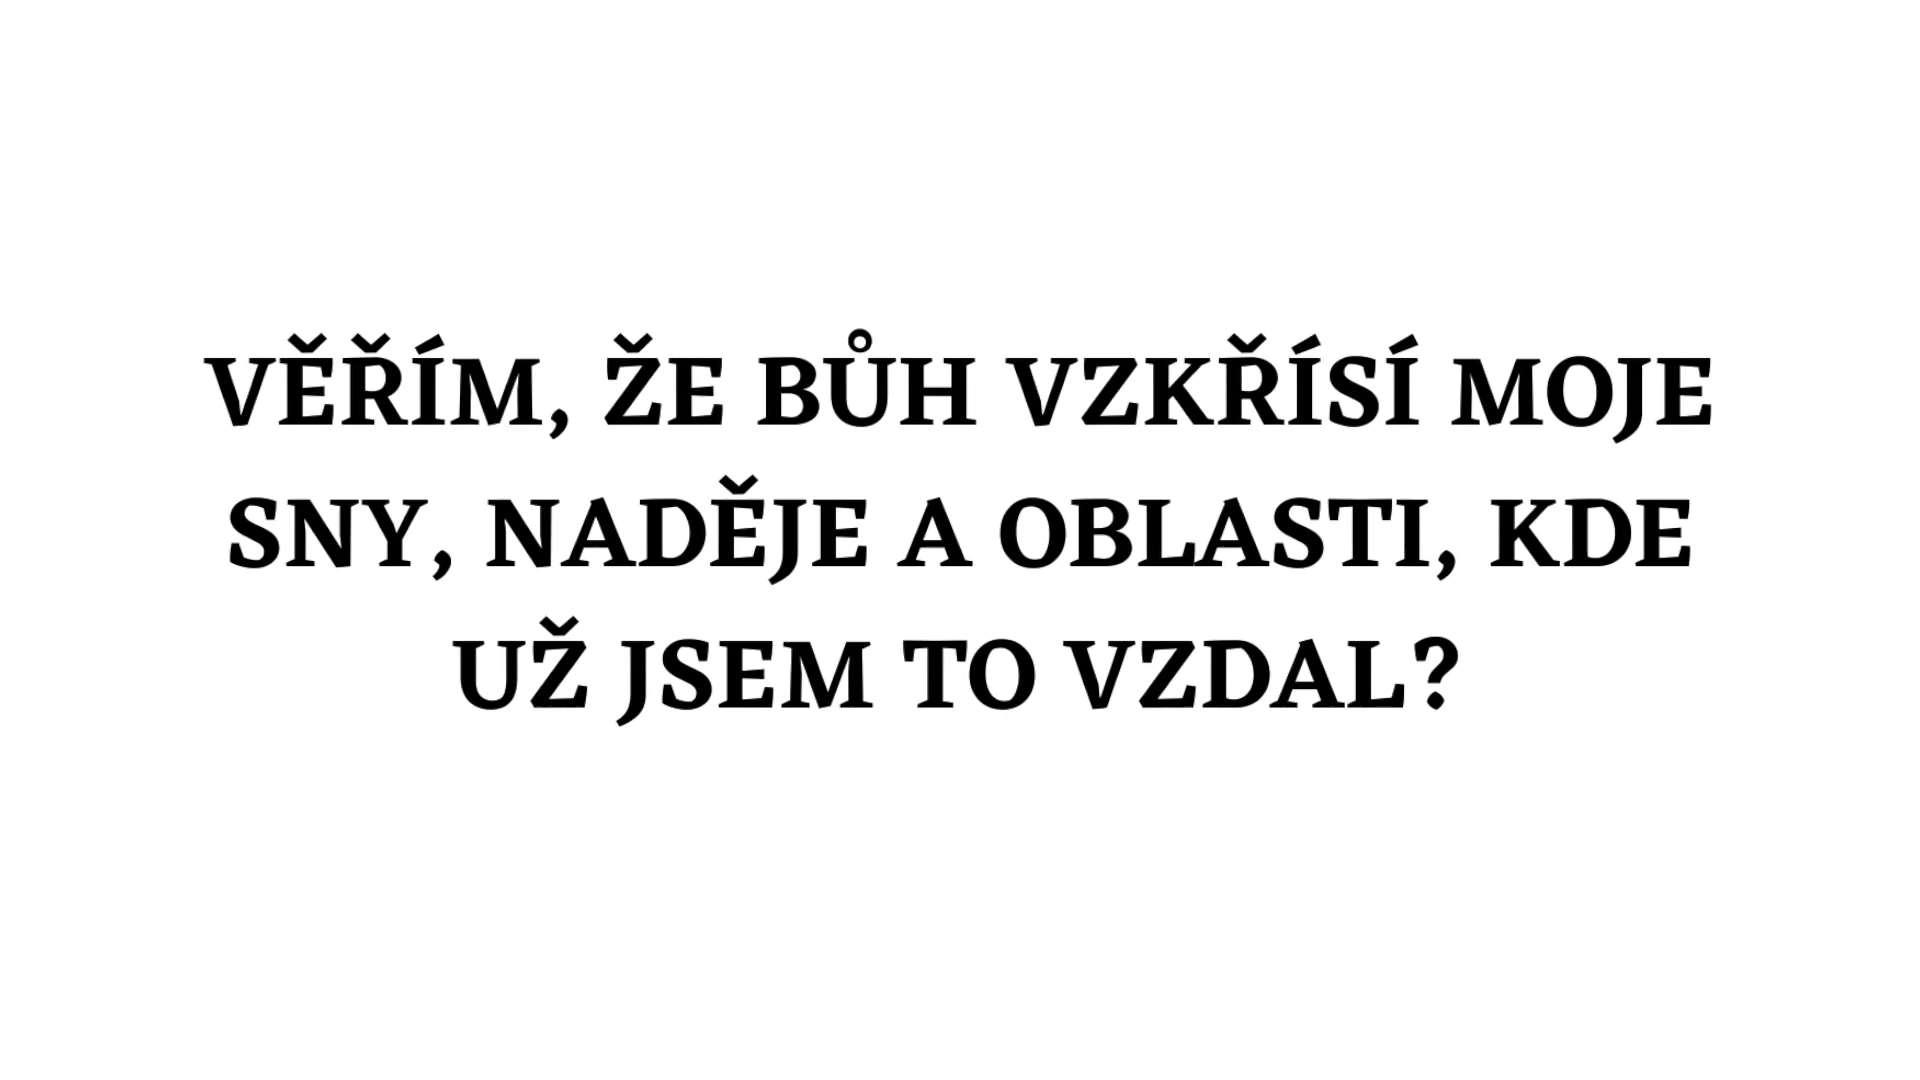 VĚŘÍM, ŽE BŮH VZKŘÍSÍ MOJE
SNY, NADĚJE A OBLASTI, KDE
UŽ JSEM TO VZDAL?